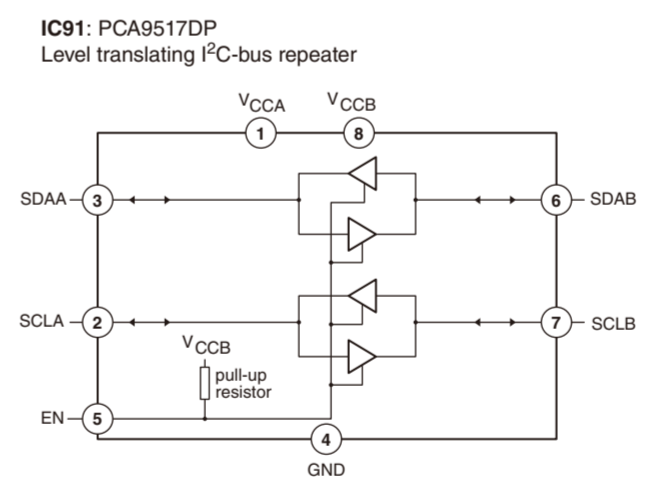 IC91: PCA9517DP
Level translating I²C-bus repeater
VCCA VCCB
1 8
SDAA 3 6 SDAB
SCLA 2 7 SCLB
VCCB
pull-up
resistor
EN 5
4
GND